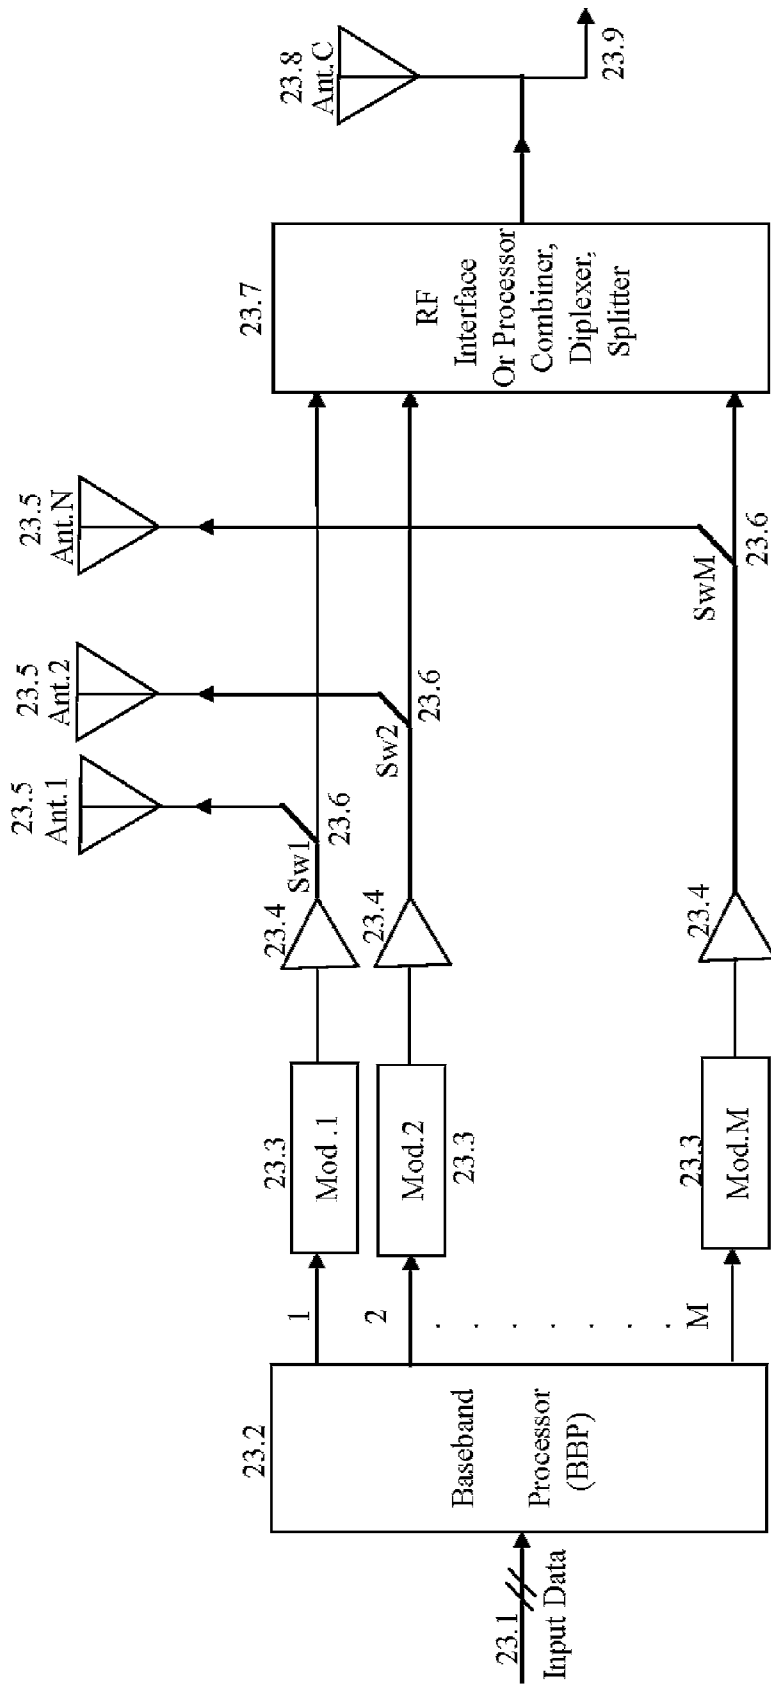 23.1
Input Data
23.2
Baseband
Processor
(BBP)
1
2
. . . . . . .
M
23.3
Mod .1
Mod.2
23.3
23.3
Mod.M
23.4
23.4
23.4
Sw1
23.6
Sw2
23.6
SwM
23.6
23.5
Ant.1
23.5
Ant.2
23.5
Ant.N
23.7
RF
Interface
Or Processor
Combiner,
Diplexer,
Splitter
23.8
Ant.C
23.9